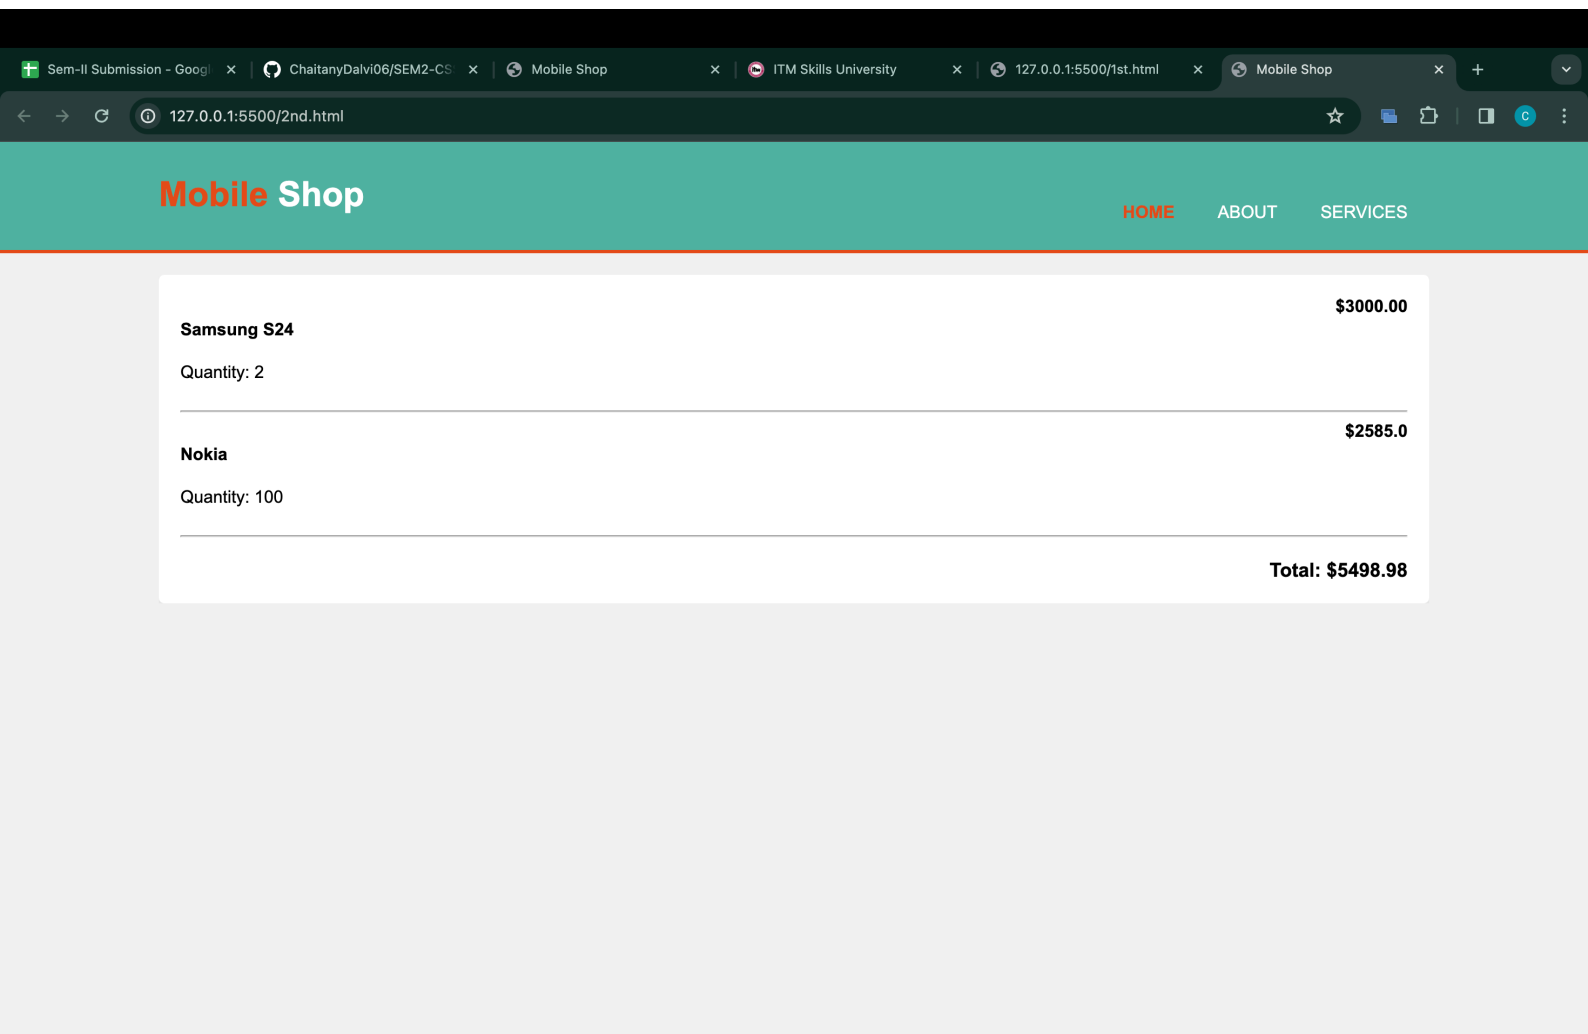 Sem-II Submission - Googl
ChaitanyDalvi06/SEM2-CS
Mobile Shop
ITM Skills University
127.0.0.1:5500/1st.html
Mobile Shop
127.0.0.1:5500/2nd.html
C
Mobile Shop
HOME ABOUT SERVICES
$3000.00
Samsung S24
Quantity: 2
$2585.0
Nokia
Quantity: 100
Total: $5498.98